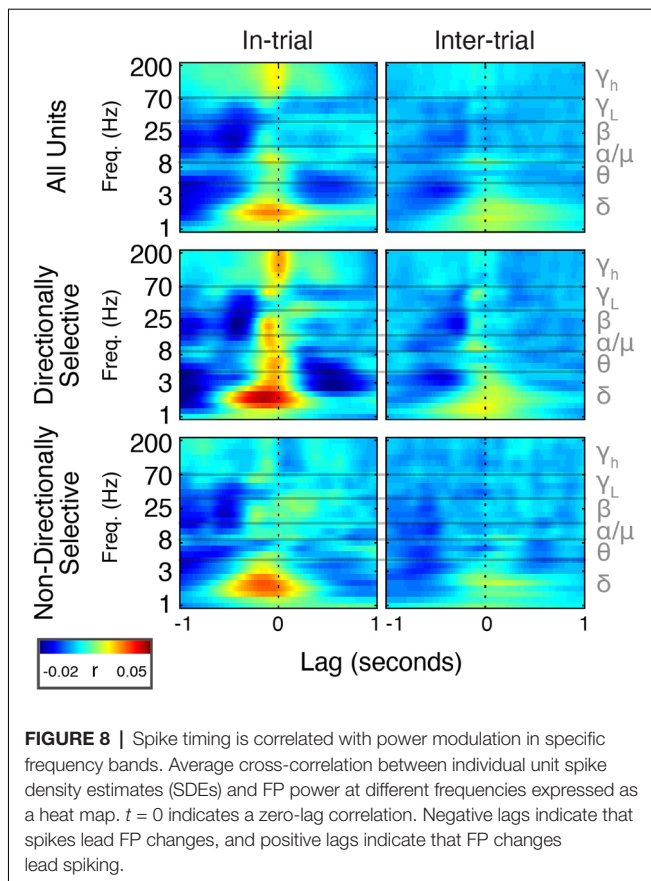 In-trial Inter-trial
All Units
Freq. (Hz)
200
70
25
8
3
1
γh
γL
β
α/μ
θ
δ
Directionally
Selective
Freq. (Hz)
200
70
25
8
3
1
γh
γL
β
α/μ
θ
δ
Non-Directionally
Selective
Freq. (Hz)
200
70
25
8
3
1
γh
γL
β
α/μ
θ
δ
-1 0 1 -1 0 1
Lag (seconds)
-0.02 r 0.05
FIGURE 8 | Spike timing is correlated with power modulation in specific
frequency bands. Average cross-correlation between individual unit spike
density estimates (SDEs) and FP power at different frequencies expressed as
a heat map. t = 0 indicates a zero-lag correlation. Negative lags indicate that
spikes lead FP changes, and positive lags indicate that FP changes
lead spiking.